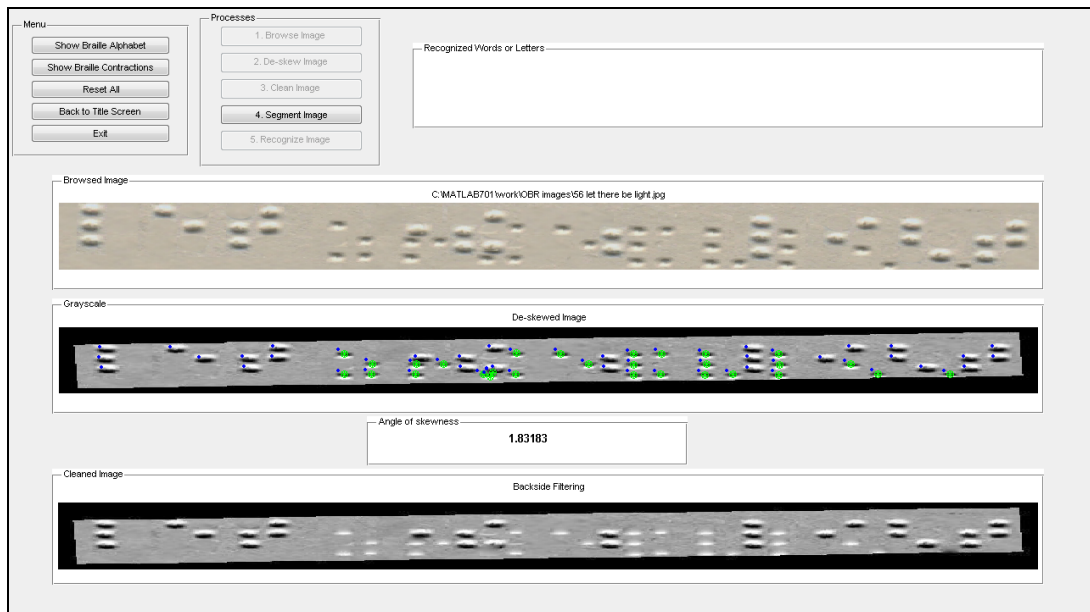 Menu
Show Braille Alphabet
Show Braille Contractions
Reset All
Back to Title Screen
Exit
Processes
1. Browse Image
2. De-skew Image
3. Clean Image
4. Segment Image
5. Recognize Image
Recognized Words or Letters
Browsed Image
C:\MATLAB701\work\OBR images\56 let there be light.jpg
Grayscale
De-skewed Image
Angle of skewness
1.83183
Cleaned Image
Backside Filtering